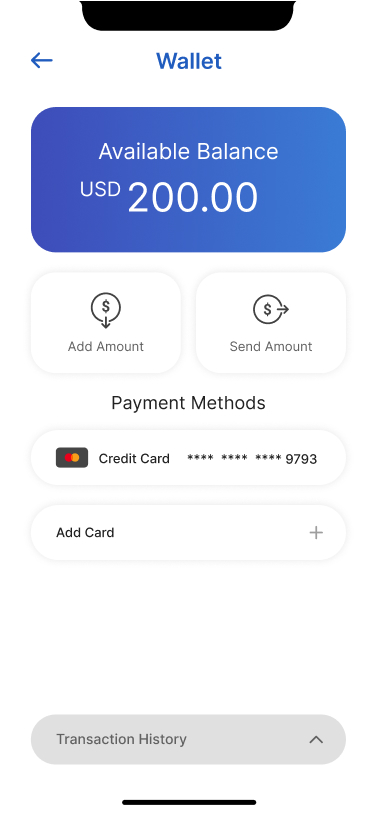 Wallet
Available Balance
USD 200.00
Add Amount
Send Amount
Payment Methods
Credit Card **** **** **** 9793
Add Card
Transaction History